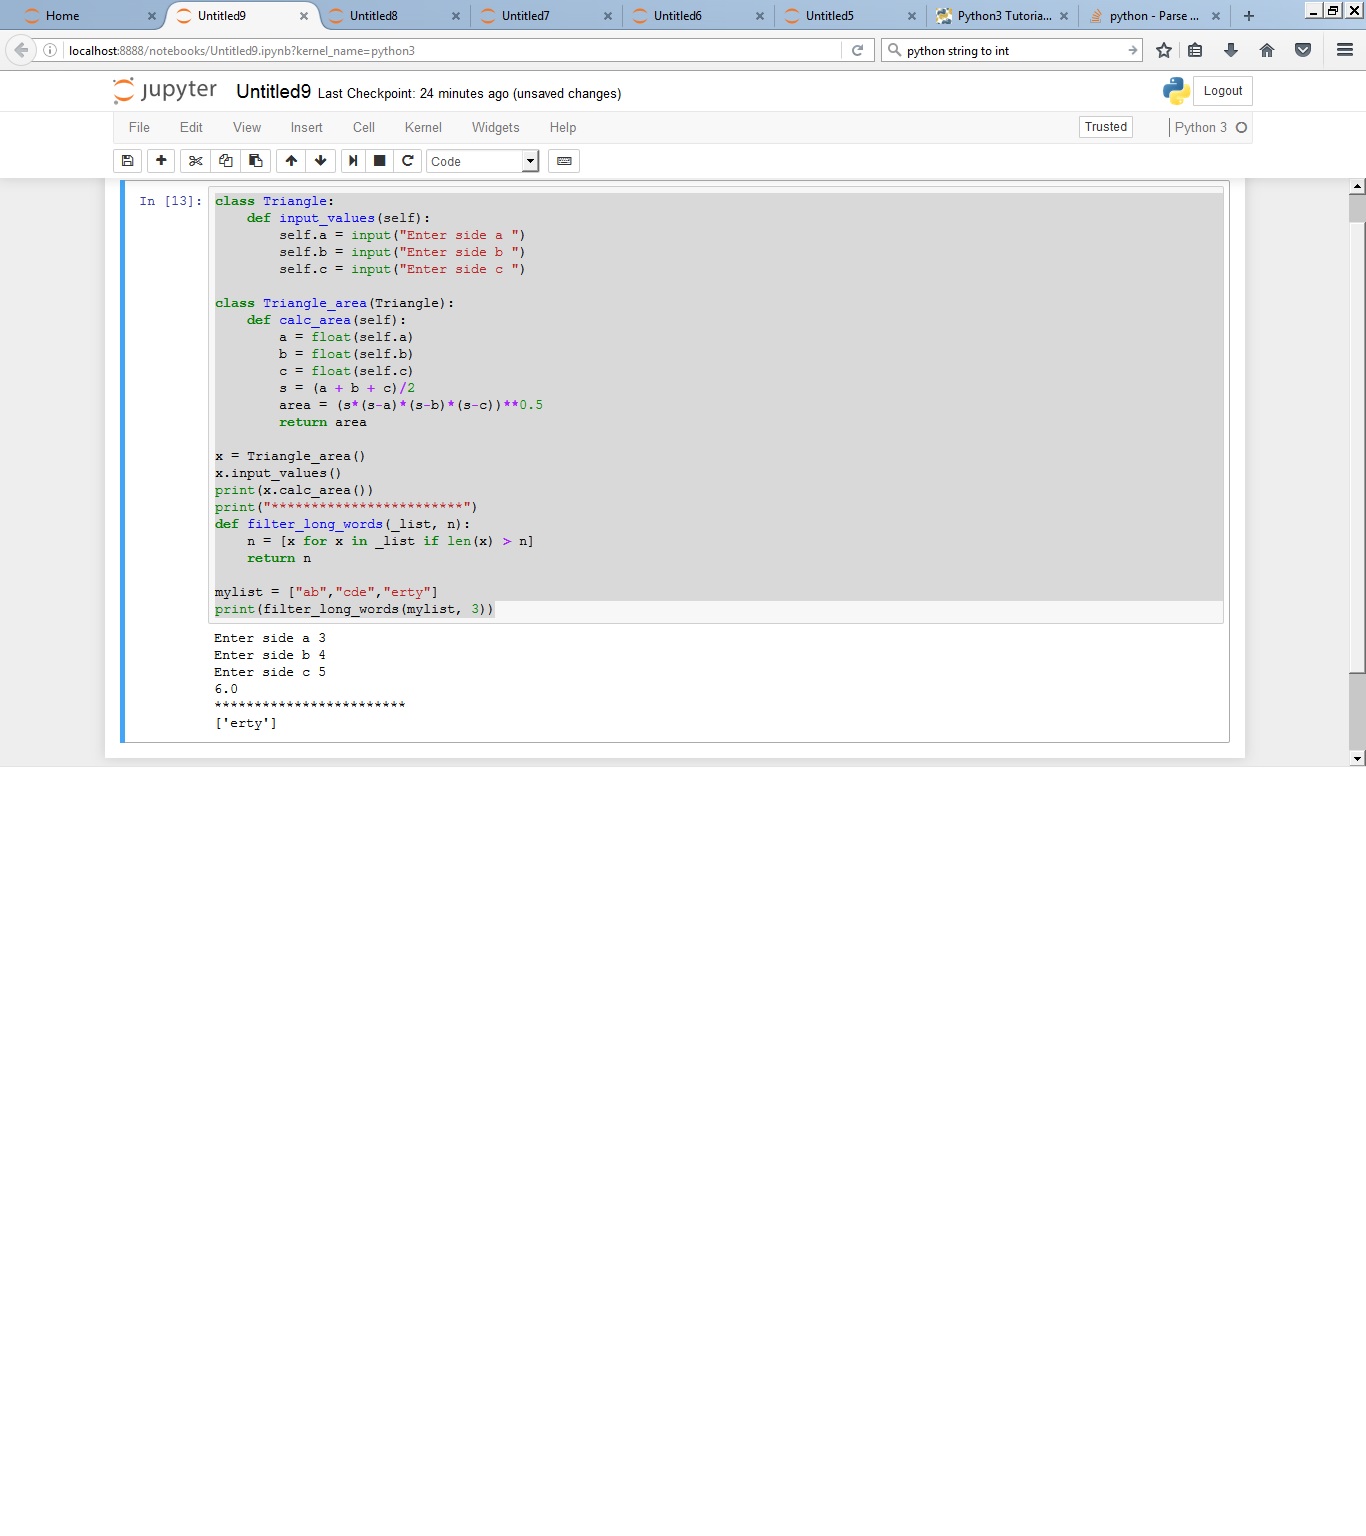 Home
Untitled9
Untitled8
Untitled7
Untitled6
Untitled5
Python3 Tutoria...
python - Parse ...
localhost:8888/notebooks/Untitled9.ipynb?kernel_name=python3
python string to int
jupyter Untitled9 Last Checkpoint: 24 minutes ago (unsaved changes)
Logout
File Edit View Insert Cell Kernel Widgets Help
Trusted
Python 3
Code
In [13]:
class Triangle:
    def input_values(self):
        self.a = input("Enter side a ")
        self.b = input("Enter side b ")
        self.c = input("Enter side c ")

class Triangle_area(Triangle):
    def calc_area(self):
        a = float(self.a)
        b = float(self.b)
        c = float(self.c)
        s = (a + b + c)/2
        area = (s*(s-a)*(s-b)*(s-c))**0.5
        return area

x = Triangle_area()
x.input_values()
print(x.calc_area())
print("************************")
def filter_long_words(_list, n):
    n = [x for x in _list if len(x) > n]
    return n

mylist = ["ab","cde","erty"]
print(filter_long_words(mylist, 3))
Enter side a 3
Enter side b 4
Enter side c 5
6.0
************************
['erty']